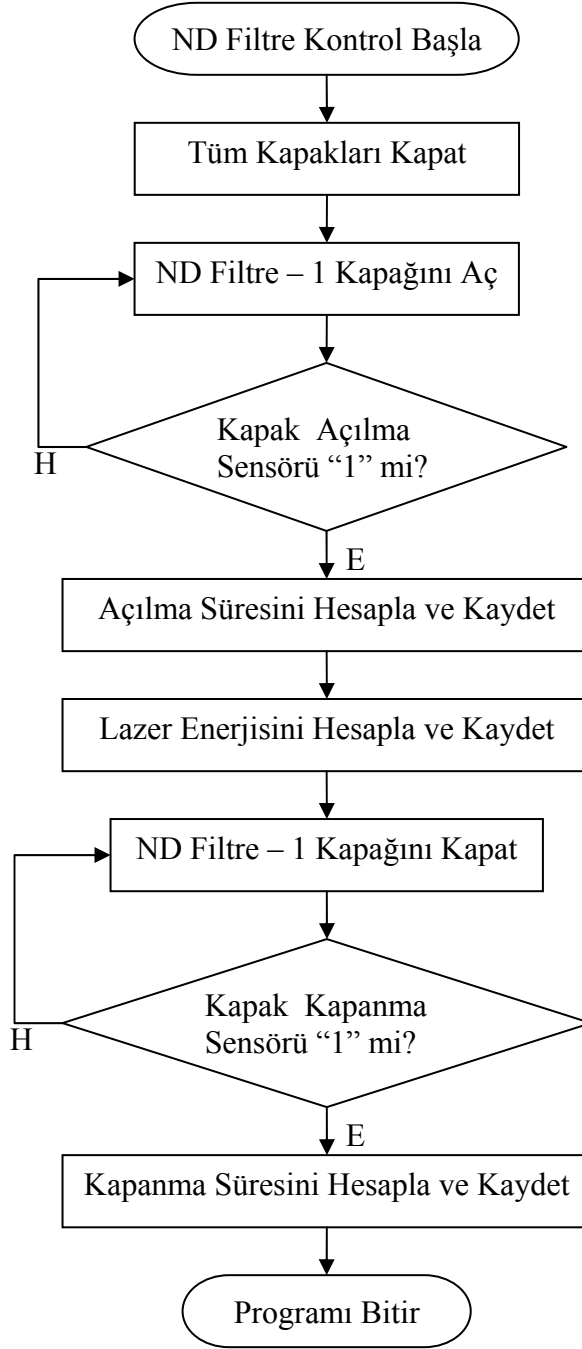 ND Filtre Kontrol Başla
Tüm Kapakları Kapat
ND Filtre – 1 Kapağını Aç
Kapak Açılma
Sensörü “1” mi?
H
E
Açılma Süresini Hesapla ve Kaydet
Lazer Enerjisini Hesapla ve Kaydet
ND Filtre – 1 Kapağını Kapat
Kapak Kapanma
Sensörü “1” mi?
H
E
Kapanma Süresini Hesapla ve Kaydet
Programı Bitir